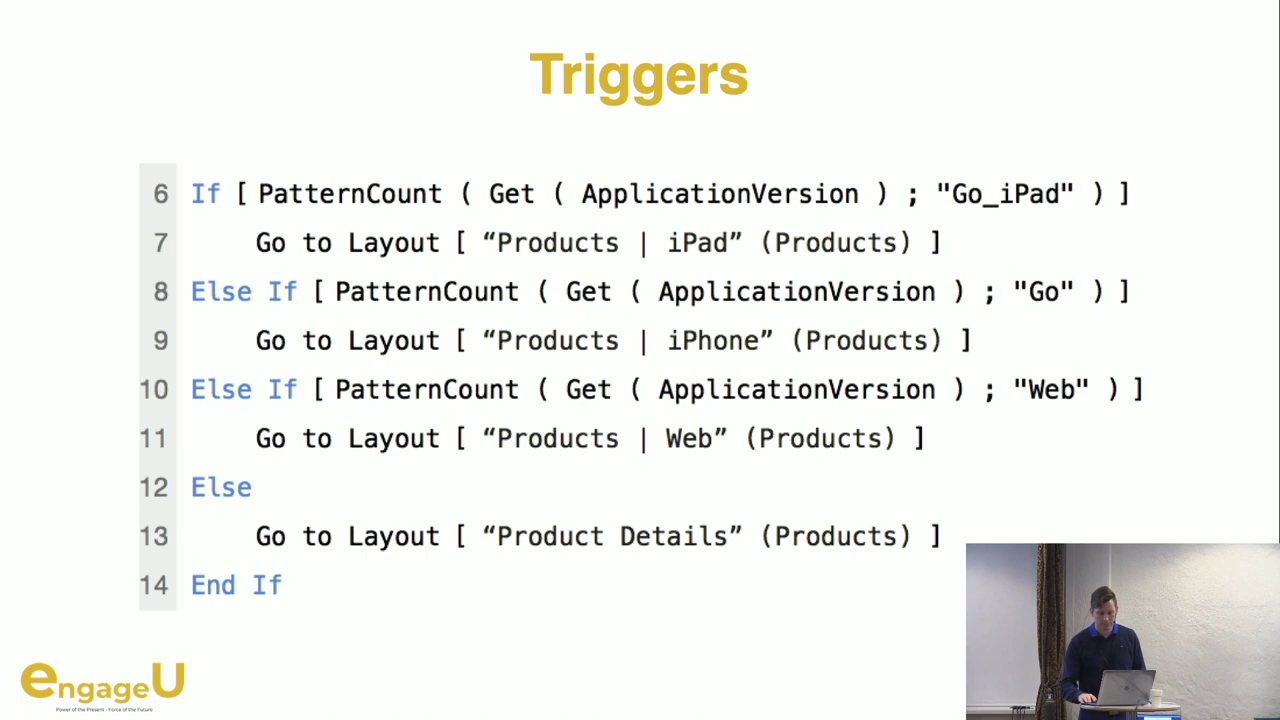 Triggers
6 If [ PatternCount ( Get ( ApplicationVersion ) ; "Go_iPad" ) ]
7 Go to Layout [ “Products | iPad” (Products) ]
8 Else If [ PatternCount ( Get ( ApplicationVersion ) ; "Go" ) ]
9 Go to Layout [ “Products | iPhone” (Products) ]
10 Else If [ PatternCount ( Get ( ApplicationVersion ) ; "Web" ) ]
11 Go to Layout [ “Products | Web” (Products) ]
12 Else
13 Go to Layout [ “Product Details” (Products) ]
14 End If
engageU
Power of the Present - Force of the Future